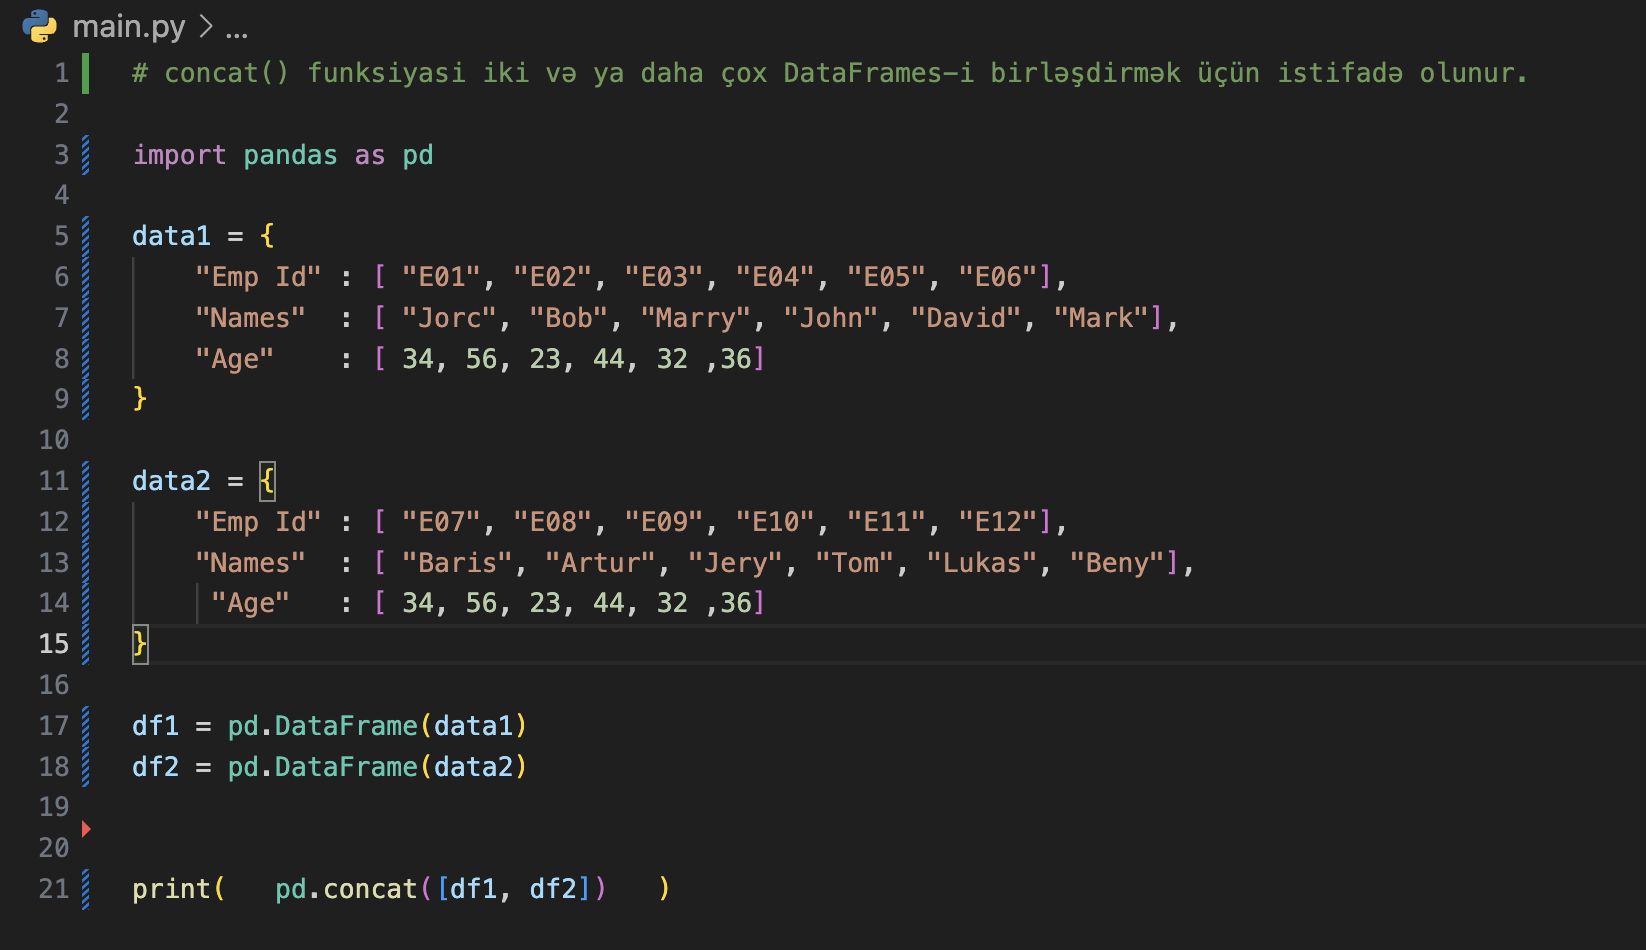 main.py > ...
1 # concat() funksiyasi iki və ya daha çox DataFrames-i birləşdirmək üçün istifadə olunur.
2
3 import pandas as pd
4
5 data1 = {
6     "Emp Id" : [ "E01", "E02", "E03", "E04", "E05", "E06"],
7     "Names"  : [ "Jorc", "Bob", "Marry", "John", "David", "Mark"],
8     "Age"    : [ 34, 56, 23, 44, 32 ,36]
9 }
10
11 data2 = {
12     "Emp Id" : [ "E07", "E08", "E09", "E10", "E11", "E12"],
13     "Names"  : [ "Baris", "Artur", "Jery", "Tom", "Lukas", "Beny"],
14      "Age"   : [ 34, 56, 23, 44, 32 ,36]
15 }
16
17 df1 = pd.DataFrame(data1)
18 df2 = pd.DataFrame(data2)
19
20
21 print(   pd.concat([df1, df2])   )